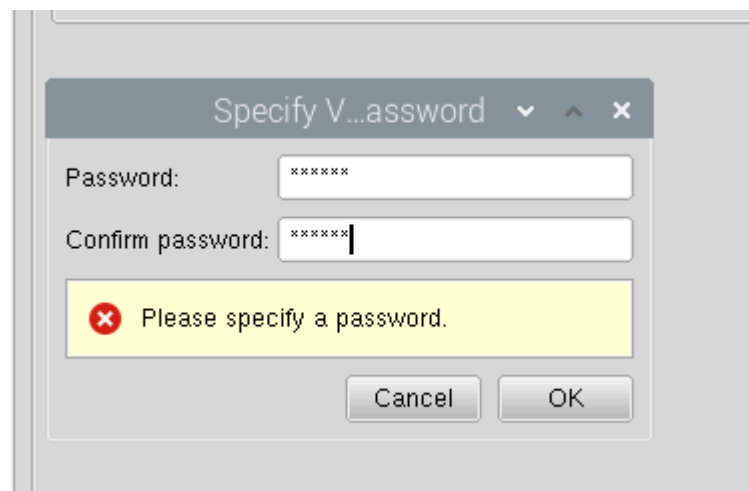 Specify V...assword
Password: ******
Confirm password: ******
Please specify a password.
Cancel OK